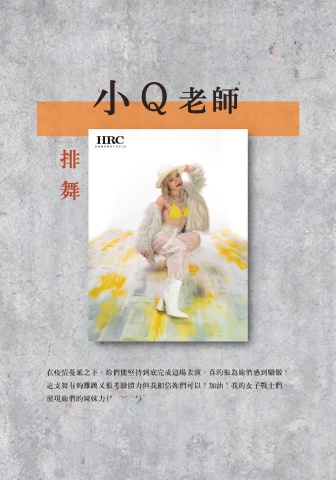 小Q老師
排舞
HRC
在疫情蔓延之下，妳們能堅持到底完成這場表演，真的很為妳們感到驕傲！
這支舞有夠難跳又很考驗體力但我相信妳們可以！加油！我的女子戰士們，
展現妳們的辣妹力(*ˊ︶ˋ*)